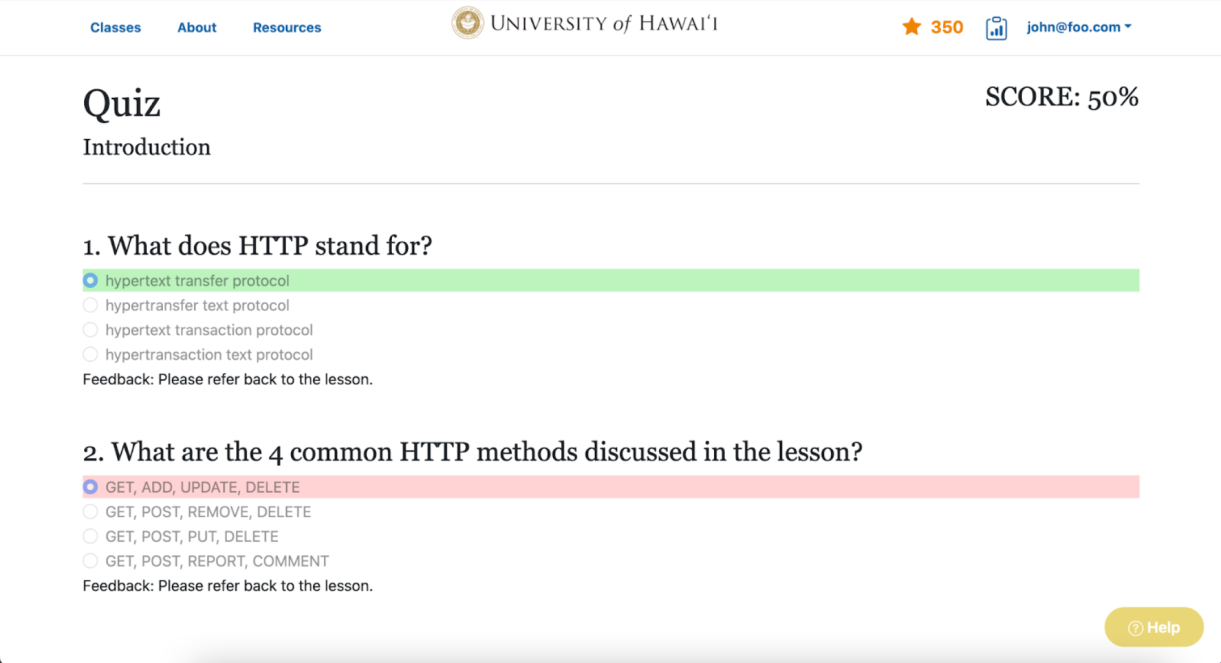 Classes About Resources UNIVERSITY of HAWAIʻI 350 john@foo.com
Quiz
SCORE: 50%
Introduction
1. What does HTTP stand for?
hypertext transfer protocol
hypertransfer text protocol
hypertext transaction protocol
hypertransaction text protocol
Feedback: Please refer back to the lesson.
2. What are the 4 common HTTP methods discussed in the lesson?
GET, ADD, UPDATE, DELETE
GET, POST, REMOVE, DELETE
GET, POST, PUT, DELETE
GET, POST, REPORT, COMMENT
Feedback: Please refer back to the lesson.
? Help